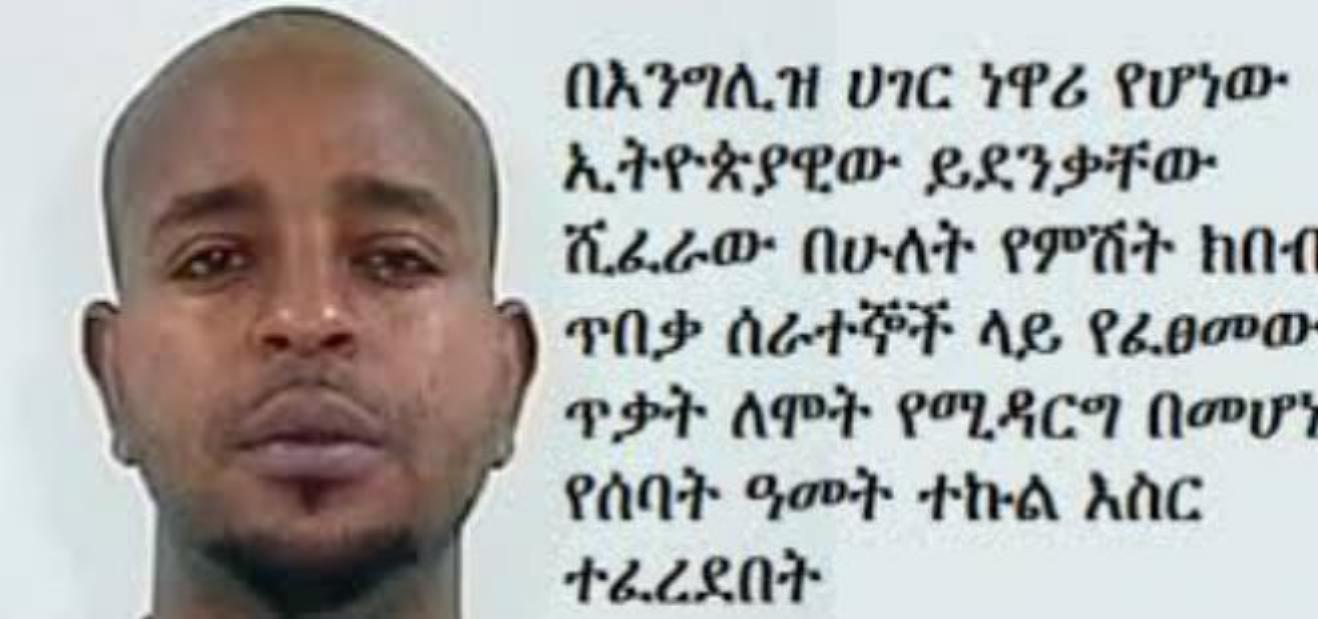 በእንግሊዝ ሀገር ነዋሪ የሆነው
ኢትዮጵያዊው ይደንቃቸው
ሺፈራው በሁለት የምሽት ክበብ
ጥበቃ ሰራተኞች ላይ የፈፀመው
ጥቃት ለሞት የሚዳርግ በመሆኑ
የሰባት ዓመት ተኩል እስር
ተፈረደበት